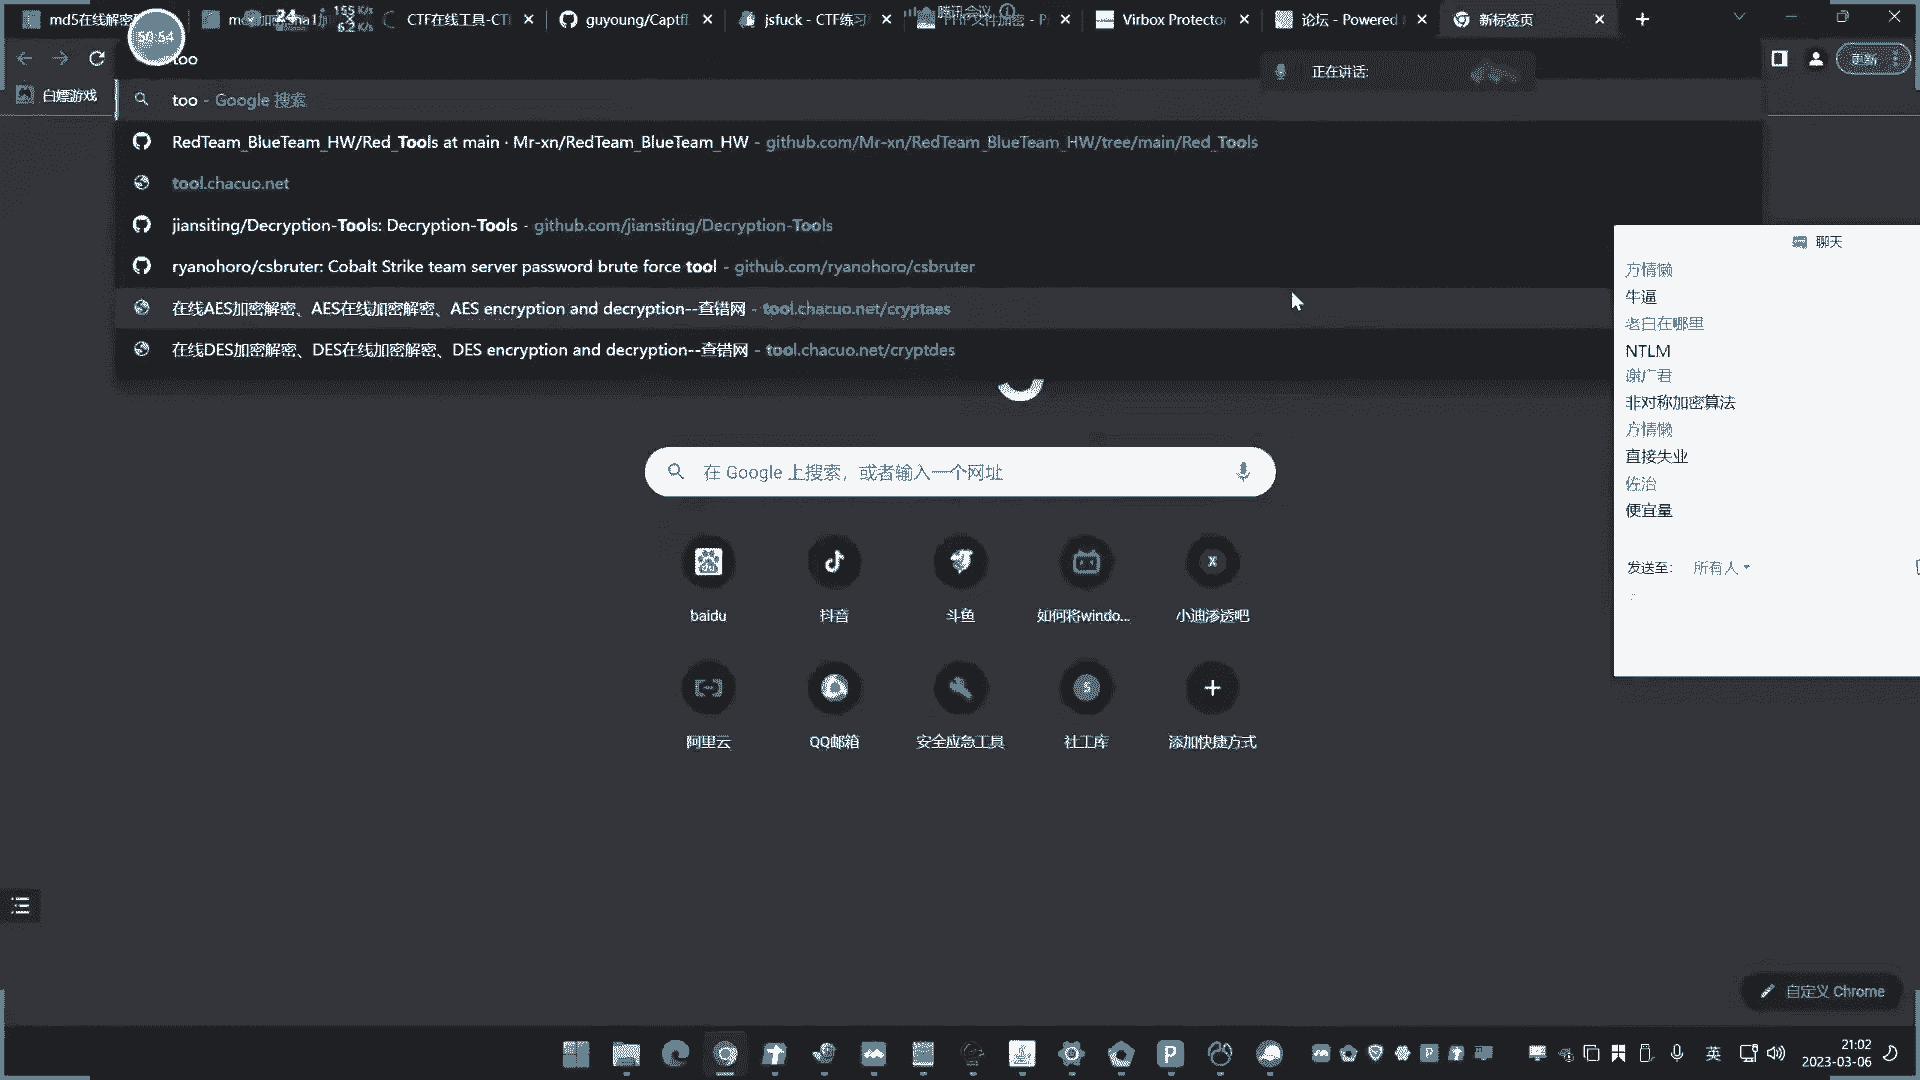 md5在线解密
CTF在线工具-CT
guyoung/Captf
jsfuck - CTF练习
PHP文件加密 - P
Virbox Protector
论坛 - Powered
新标签页
24
155 K/s
6.2 K/s
腾讯会议
50:54
too
正在讲话:
更新
白嫖游戏
too - Google 搜索
RedTeam_BlueTeam_HW/Red_Tools at main · Mr-xn/RedTeam_BlueTeam_HW - github.com/Mr-xn/RedTeam_BlueTeam_HW/tree/main/Red_Tools
tool.chacuo.net
jiansiting/Decryption-Tools: Decryption-Tools - github.com/jiansiting/Decryption-Tools
ryanohoro/csbruter: Cobalt Strike team server password brute force tool - github.com/ryanohoro/csbruter
在线AES加密解密、AES在线加密解密、AES encryption and decryption--查错网 - tool.chacuo.net/cryptaes
在线DES加密解密、DES在线加密解密、DES encryption and decryption--查错网 - tool.chacuo.net/cryptdes
聊天
方情懒
牛逼
老白在哪里
NTLM
谢广君
非对称加密算法
方情懒
直接失业
佐治
便宜量
发送至: 所有人
在 Google 上搜索，或者输入一个网址
baidu
抖音
斗鱼
如何将windo...
小迪渗透吧
阿里云
QQ邮箱
安全应急工具
社工库
添加快捷方式
自定义 Chrome
英
21:02
2023-03-06